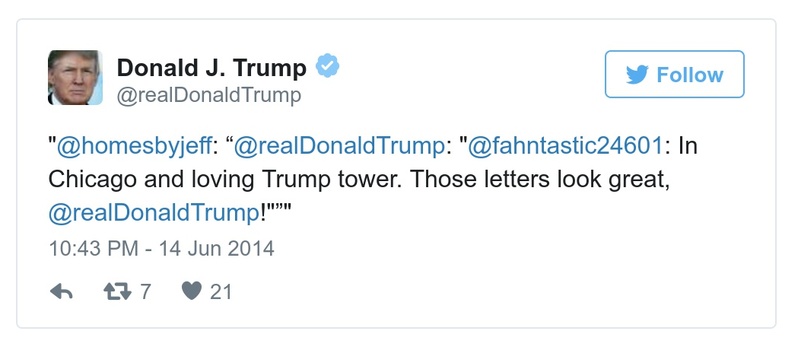 Donald J. Trump
@realDonaldTrump
Follow
"@homesbyjeff: “@realDonaldTrump: "@fahntastic24601: In
Chicago and loving Trump tower. Those letters look great,
@realDonaldTrump!"”"
10:43 PM - 14 Jun 2014
7 21